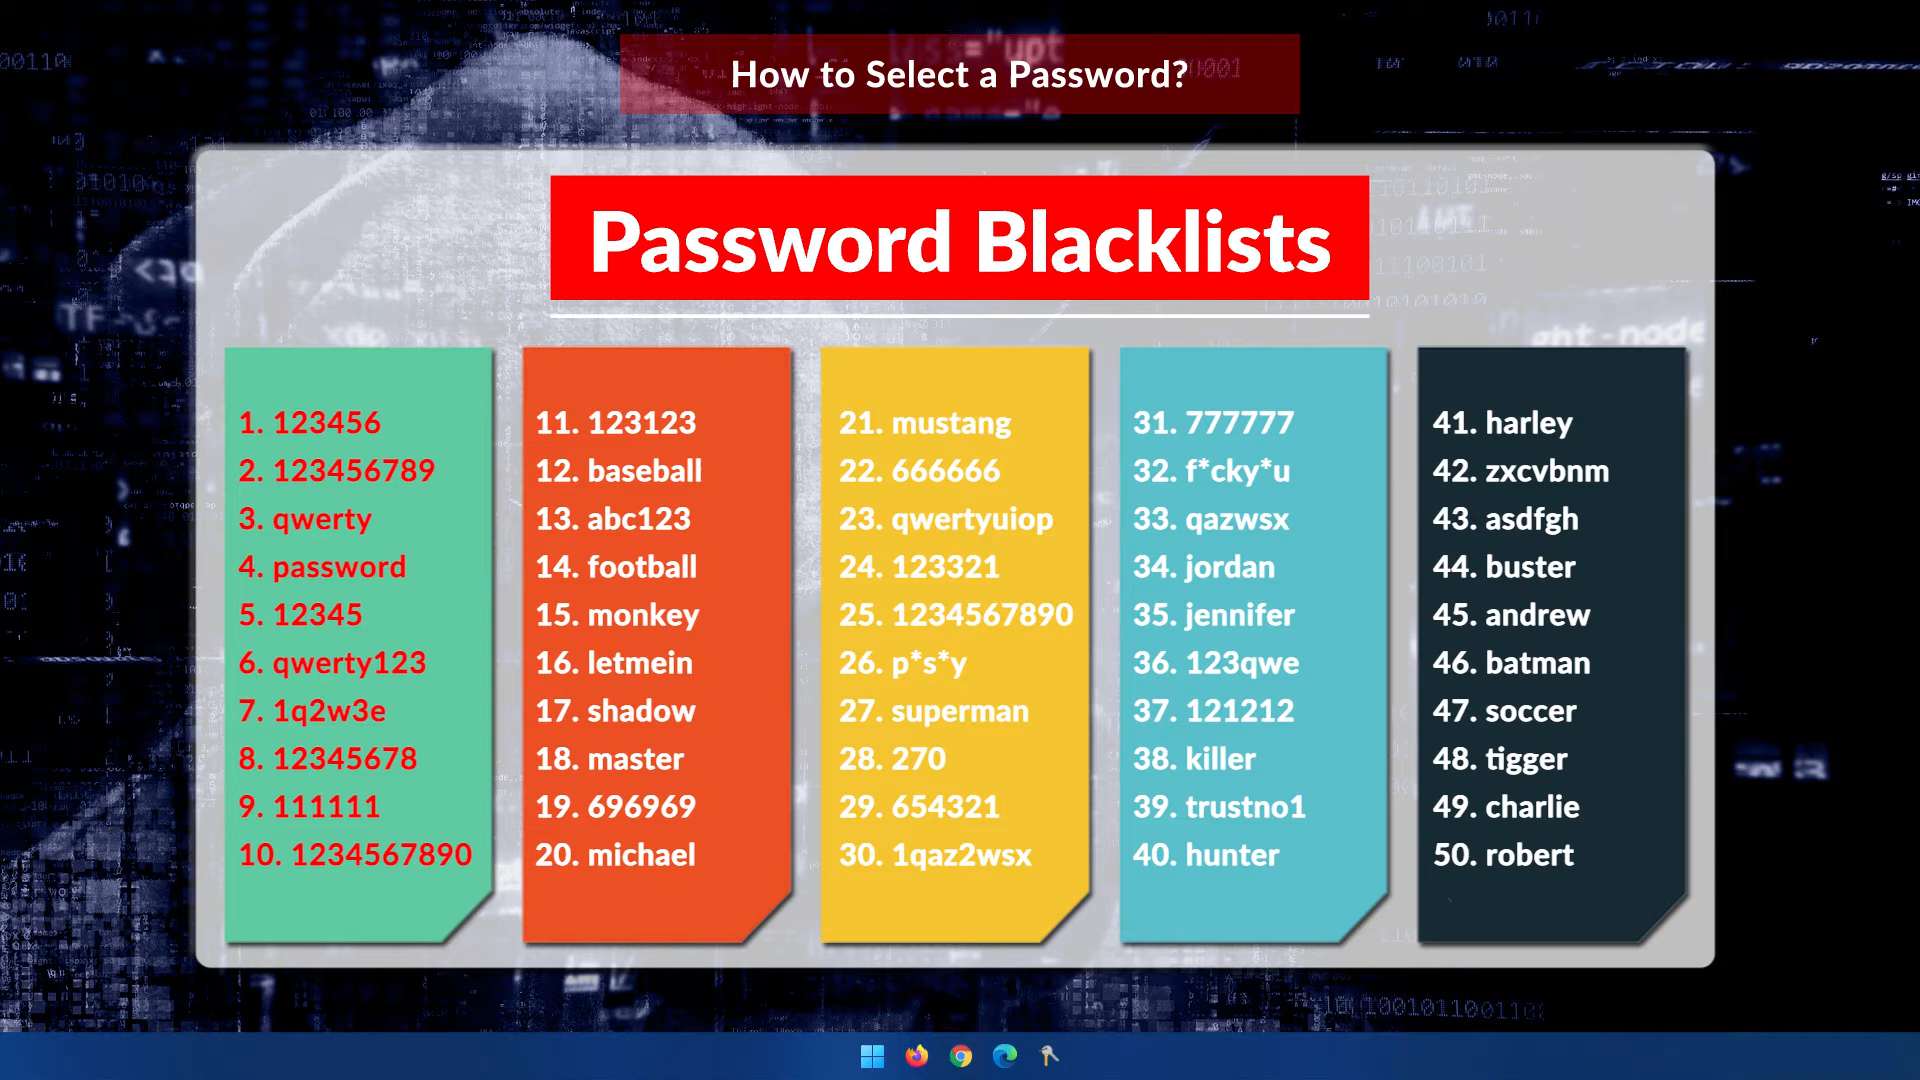 How to Select a Password?
Password Blacklists
1. 123456
2. 123456789
3. qwerty
4. password
5. 12345
6. qwerty123
7. 1q2w3e
8. 12345678
9. 111111
10. 1234567890
11. 123123
12. baseball
13. abc123
14. football
15. monkey
16. letmein
17. shadow
18. master
19. 696969
20. michael
21. mustang
22. 666666
23. qwertyuiop
24. 123321
25. 1234567890
26. p*s*y
27. superman
28. 270
29. 654321
30. 1qaz2wsx
31. 777777
32. f*cky*u
33. qazwsx
34. jordan
35. jennifer
36. 123qwe
37. 121212
38. killer
39. trustno1
40. hunter
41. harley
42. zxcvbnm
43. asdfgh
44. buster
45. andrew
46. batman
47. soccer
48. tigger
49. charlie
50. robert